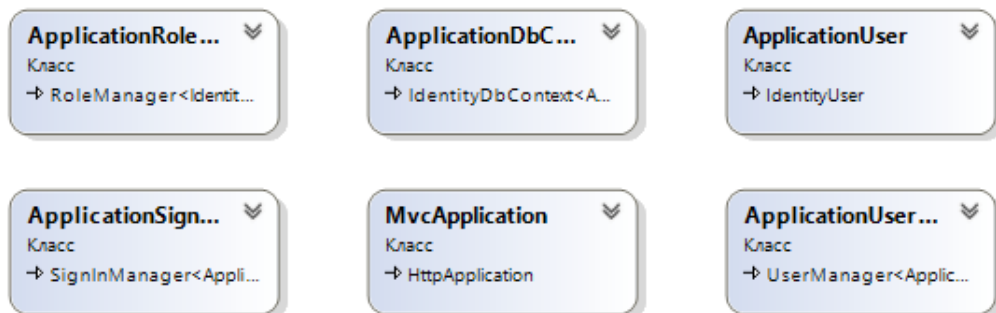 ApplicationRole...
Класс
RoleManager<Identit...
ApplicationDbC...
Класс
IdentityDbContext<A...
ApplicationUser
Класс
IdentityUser
ApplicationSign...
Класс
SignInManager<Appli...
MvcApplication
Класс
HttpApplication
ApplicationUser...
Класс
UserManager<Applic...